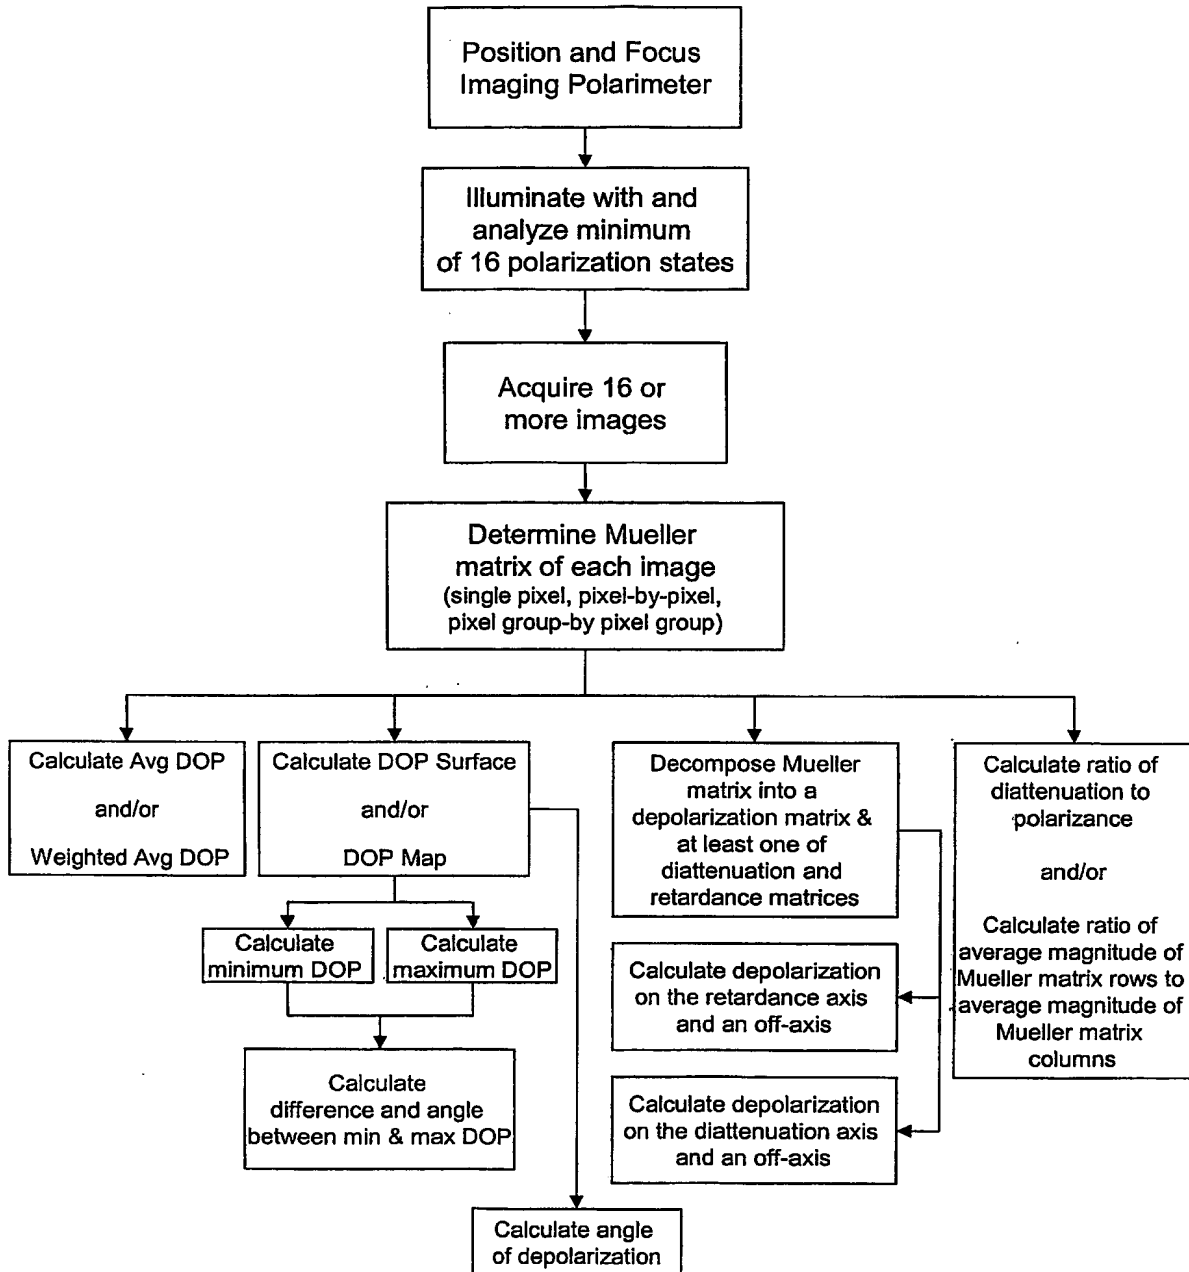 Position and Focus
Imaging Polarimeter
Illuminate with and
analyze minimum
of 16 polarization states
Acquire 16 or
more images
Determine Mueller
matrix of each image
(single pixel, pixel-by-pixel,
pixel group-by pixel group)
Calculate Avg DOP
and/or
Weighted Avg DOP
Calculate DOP Surface
and/or
DOP Map
Calculate
minimum DOP
Calculate
maximum DOP
Calculate
difference and angle
between min & max DOP
Calculate angle
of depolarization
Decompose Mueller
matrix into a
depolarization matrix &
at least one of
diattenuation and
retardance matrices
Calculate depolarization
on the retardance axis
and an off-axis
Calculate depolarization
on the diattenuation axis
and an off-axis
Calculate ratio of
diattenuation to
polarizance
and/or
Calculate ratio of
average magnitude of
Mueller matrix rows to
average magnitude of
Mueller matrix
columns